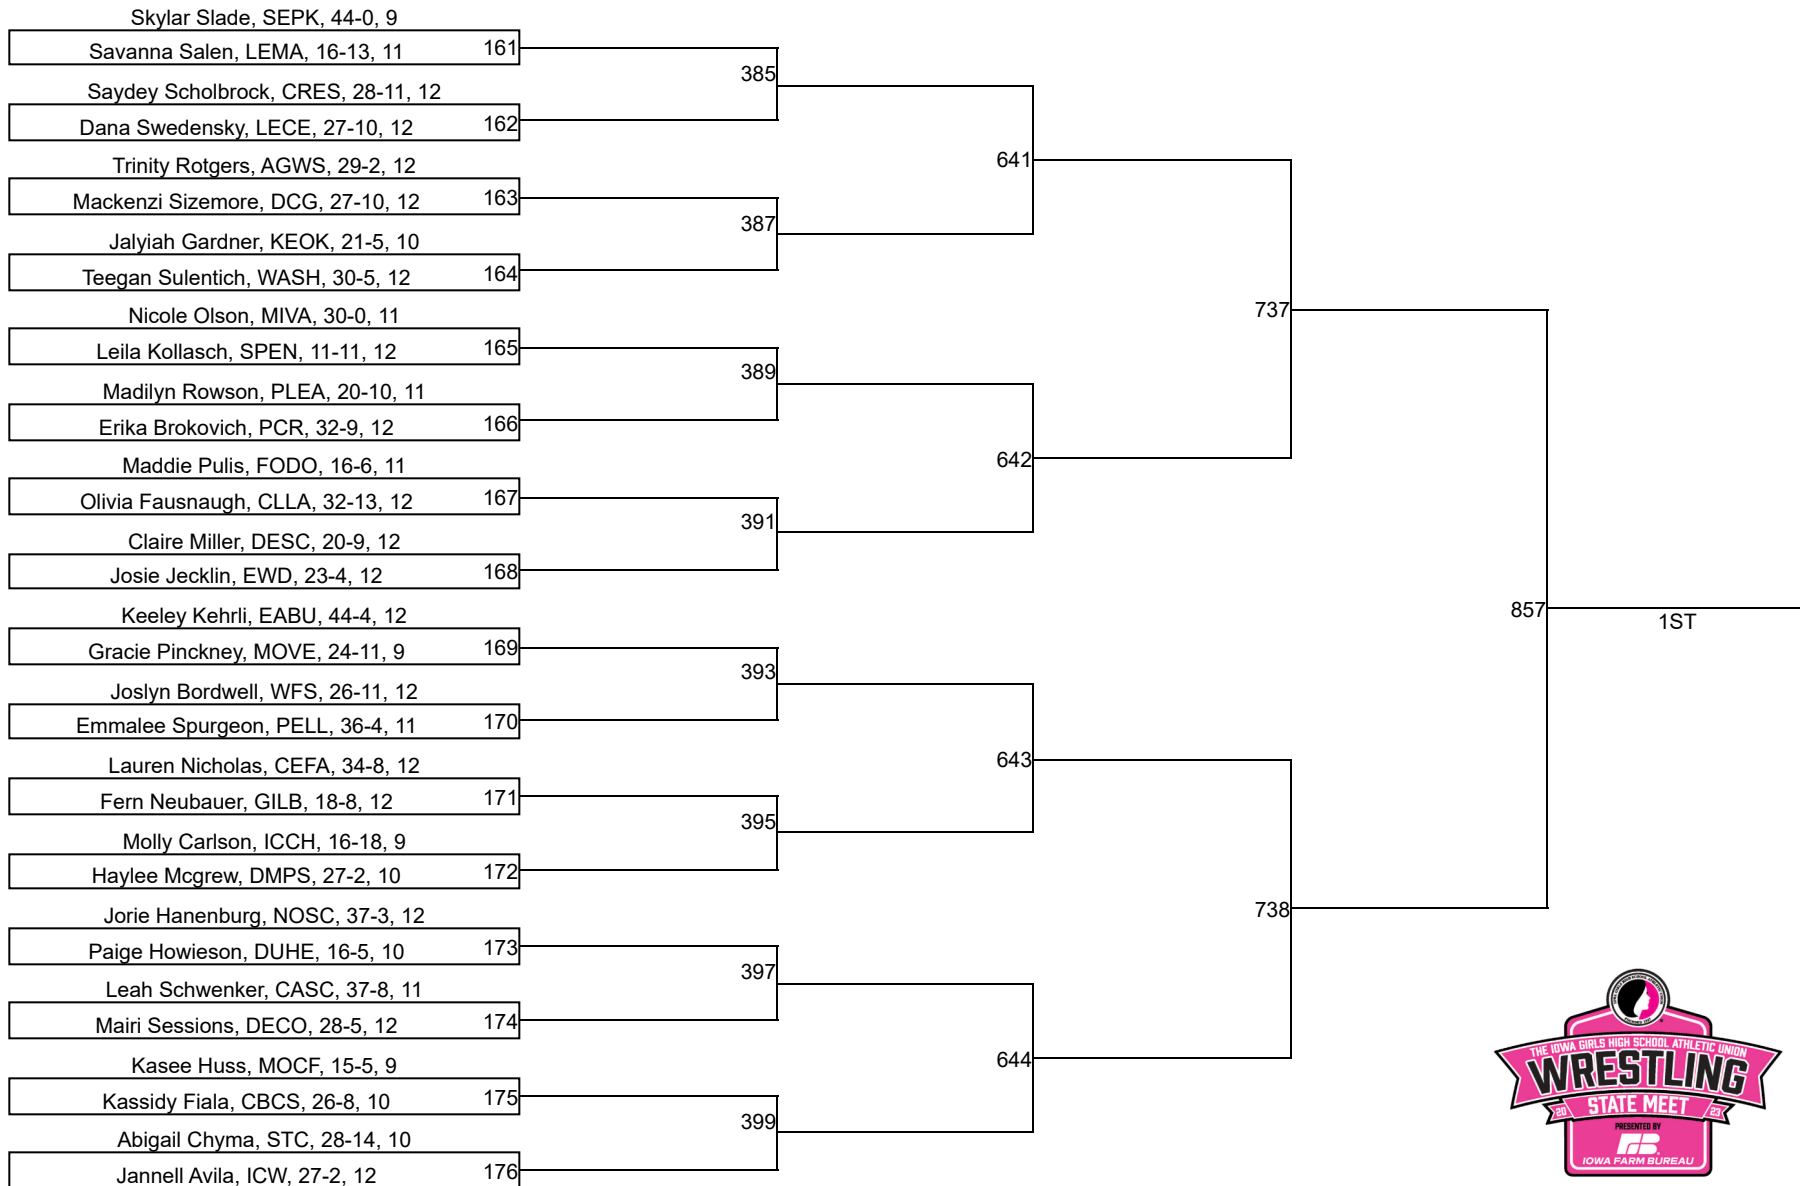 Skylar Slade, SEPK, 44-0, 9
Savanna Salen, LEMA, 16-13, 11
161
385
Saydey Scholbrock, CRES, 28-11, 12
Dana Swedensky, LECE, 27-10, 12
162
641
Trinity Rotgers, AGWS, 29-2, 12
Mackenzi Sizemore, DCG, 27-10, 12
163
387
Jalyiah Gardner, KEOK, 21-5, 10
Teegan Sulentich, WASH, 30-5, 12
164
737
Nicole Olson, MIVA, 30-0, 11
Leila Kollasch, SPEN, 11-11, 12
165
389
Madilyn Rowson, PLEA, 20-10, 11
Erika Brokovich, PCR, 32-9, 12
166
642
Maddie Pulis, FODO, 16-6, 11
Olivia Fausnaugh, CLLA, 32-13, 12
167
391
Claire Miller, DESC, 20-9, 12
Josie Jecklin, EWD, 23-4, 12
168
857
1ST
Keeley Kehrli, EABU, 44-4, 12
Gracie Pinckney, MOVE, 24-11, 9
169
393
Joslyn Bordwell, WFS, 26-11, 12
Emmalee Spurgeon, PELL, 36-4, 11
170
643
Lauren Nicholas, CEFA, 34-8, 12
Fern Neubauer, GILB, 18-8, 12
171
395
Molly Carlson, ICCH, 16-18, 9
Haylee Mcgrew, DMPS, 27-2, 10
172
738
Jorie Hanenburg, NOSC, 37-3, 12
Paige Howieson, DUHE, 16-5, 10
173
397
Leah Schwenker, CASC, 37-8, 11
Mairi Sessions, DECO, 28-5, 12
174
644
Kasee Huss, MOCF, 15-5, 9
Kassidy Fiala, CBCS, 26-8, 10
175
399
Abigail Chyma, STC, 28-14, 10
Jannell Avila, ICW, 27-2, 12
176
THE IOWA GIRLS HIGH SCHOOL ATHLETIC UNION
WRESTLING
20 STATE MEET 23
PRESENTED BY
FB
IOWA FARM BUREAU